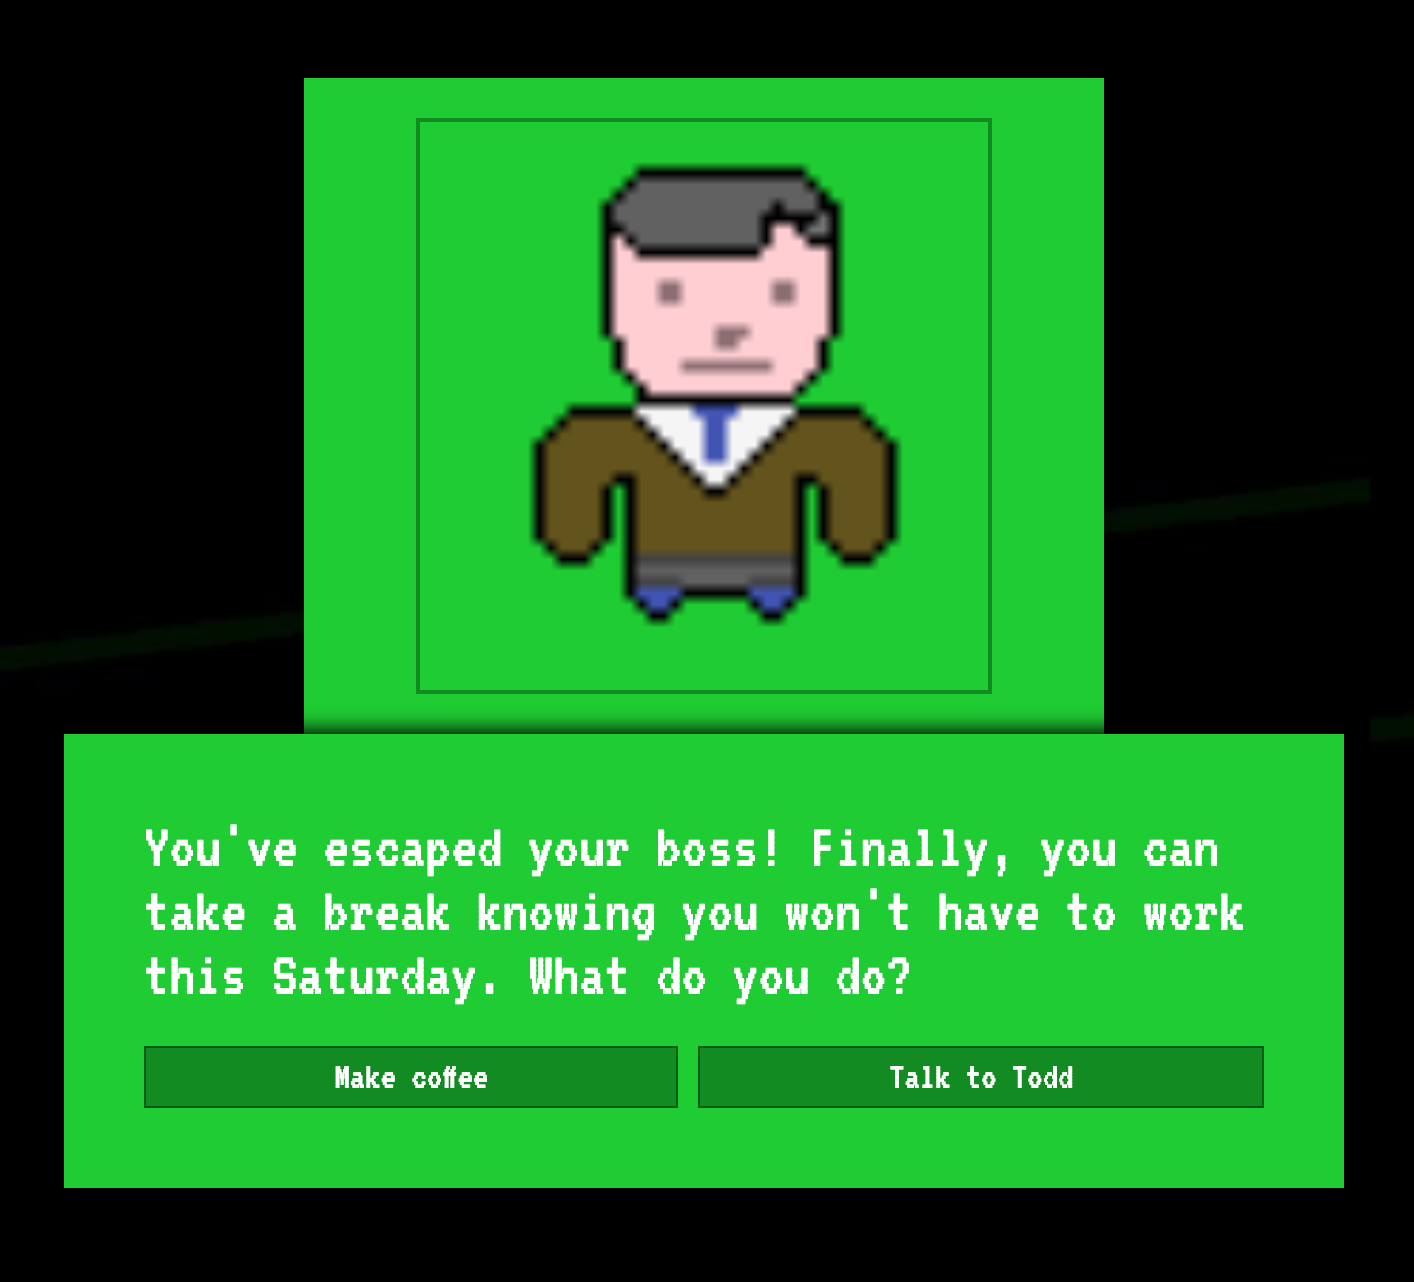 You've escaped your boss! Finally, you can
take a break knowing you won't have to work
this Saturday. What do you do?
Make coffee
Talk to Todd